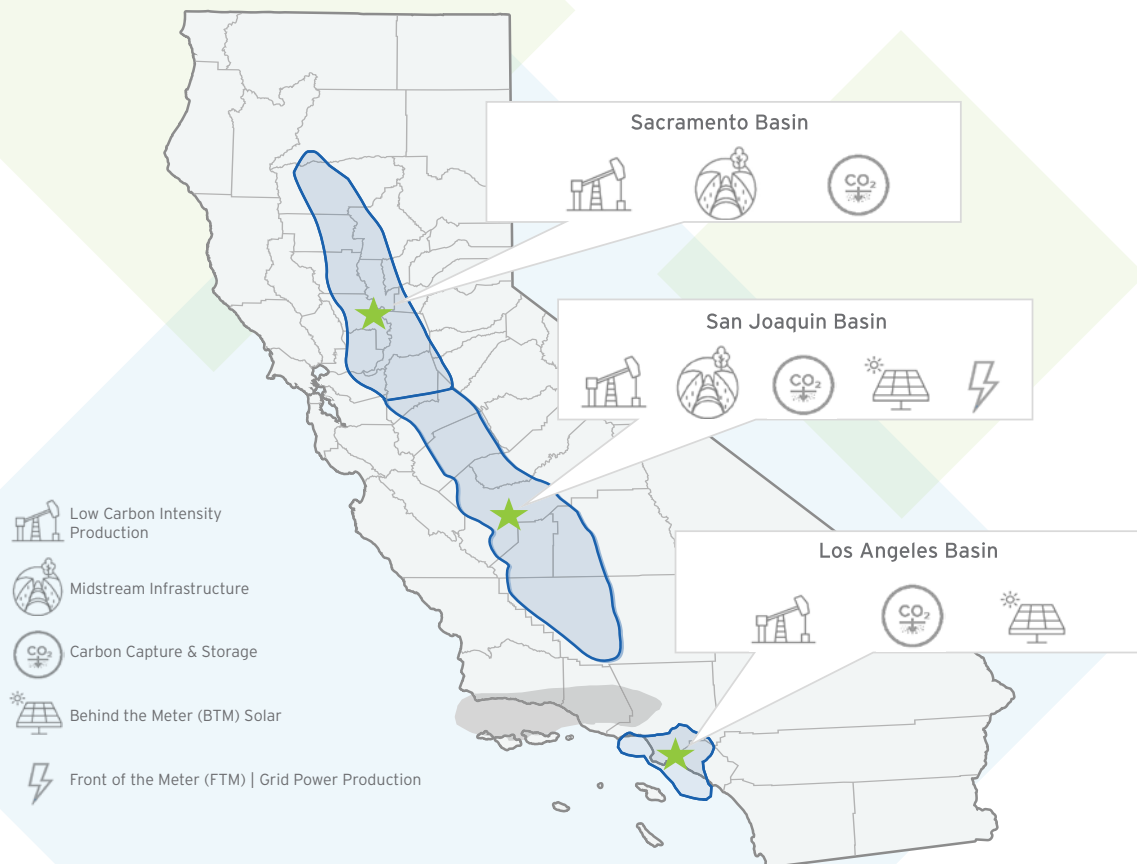 Sacramento Basin
CO₂
San Joaquin Basin
CO₂
Los Angeles Basin
CO₂
Low Carbon Intensity
Production
Midstream Infrastructure
CO₂
Carbon Capture & Storage
Behind the Meter (BTM) Solar
Front of the Meter (FTM) | Grid Power Production